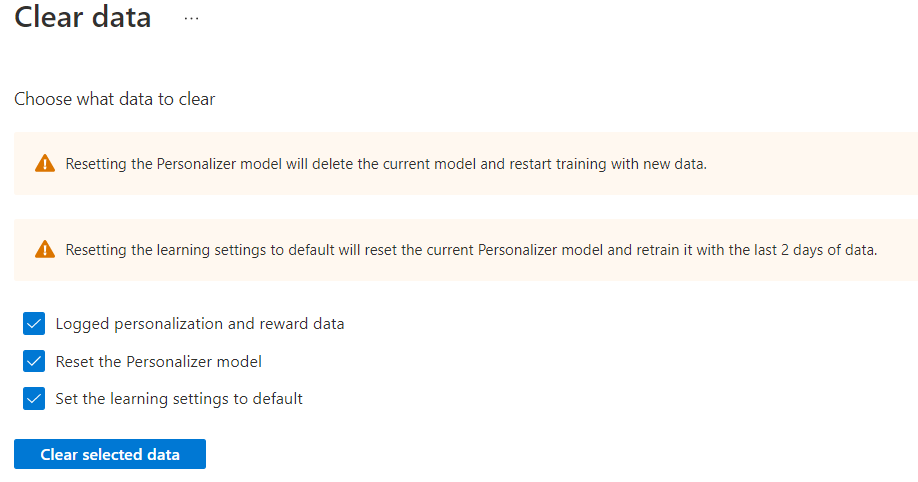 Clear data ...
Choose what data to clear
Resetting the Personalizer model will delete the current model and restart training with new data.
Resetting the learning settings to default will reset the current Personalizer model and retrain it with the last 2 days of data.
Logged personalization and reward data
Reset the Personalizer model
Set the learning settings to default
Clear selected data